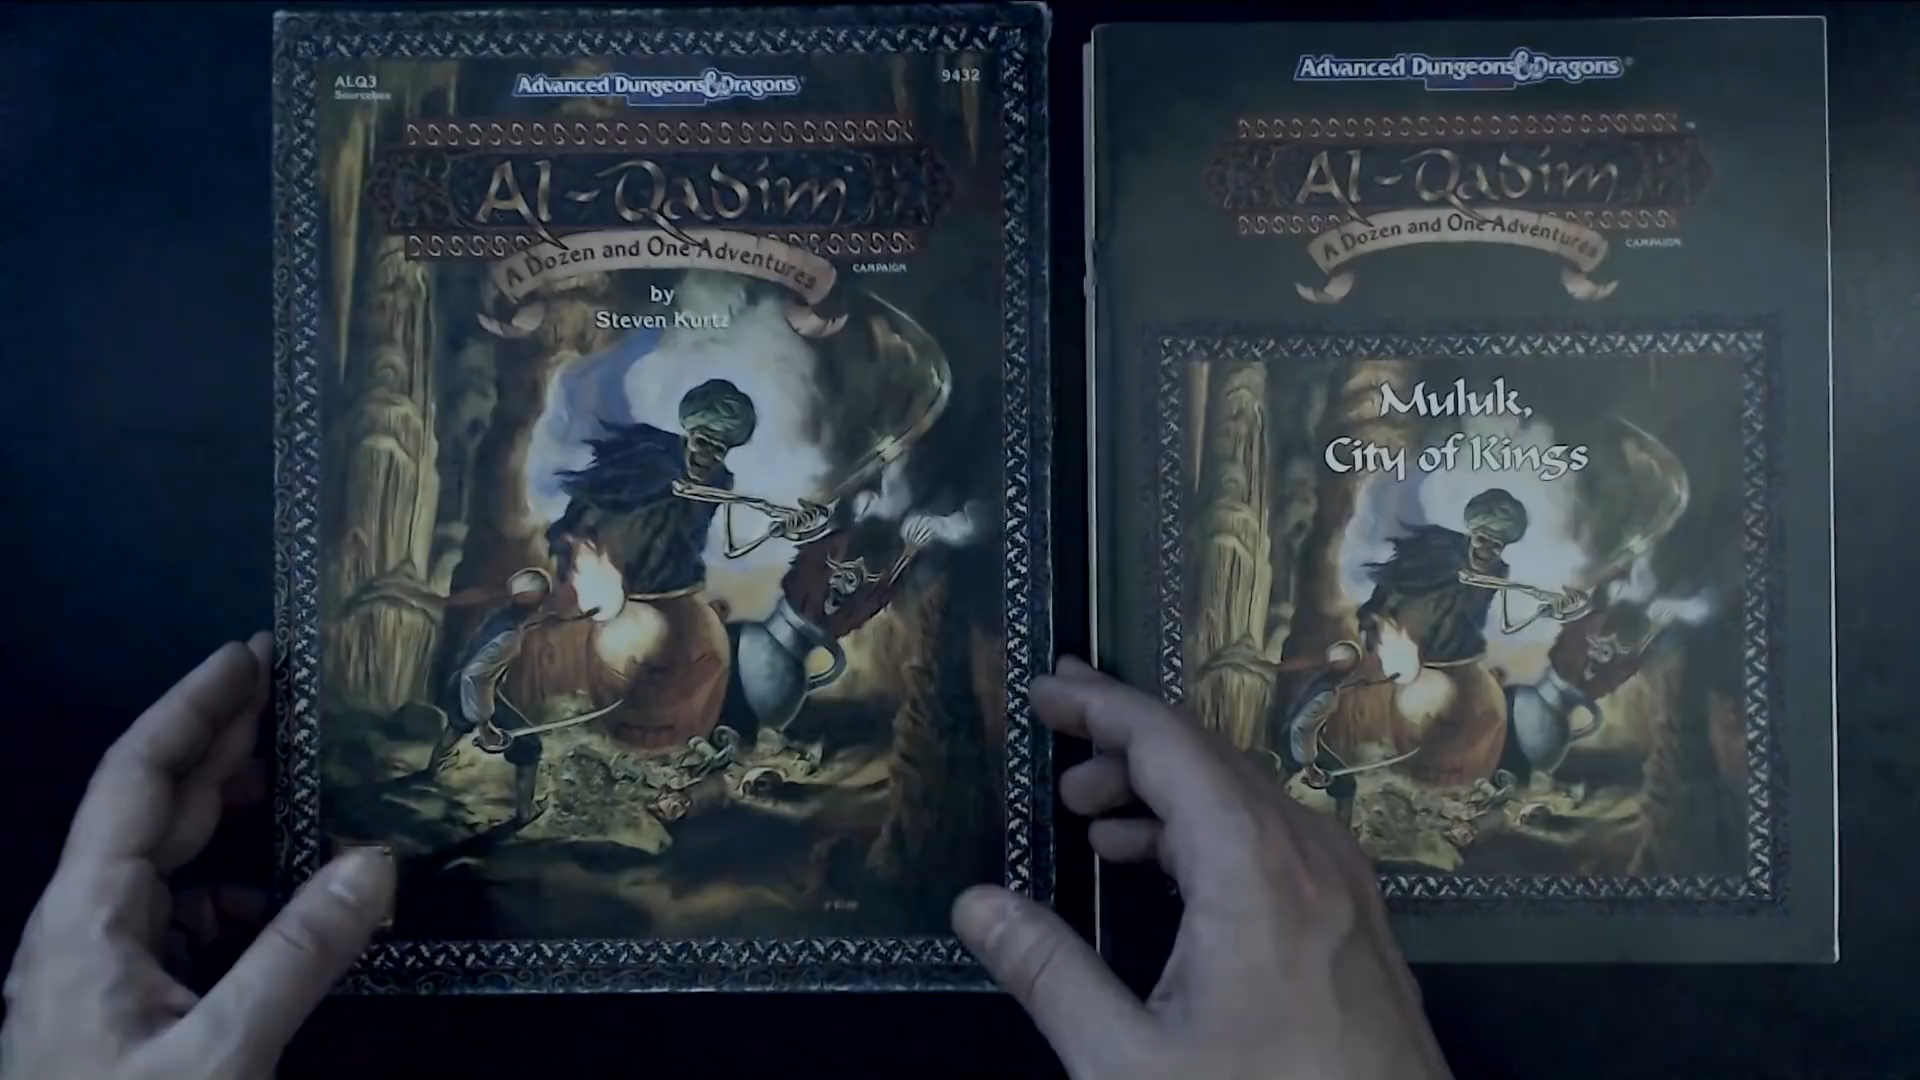 ALQ3
Sourcebox
Advanced Dungeons & Dragons®
9432
Al-Qadim
A Dozen and One Adventures
CAMPAIGN
by
Steven Kurtz
Advanced Dungeons & Dragons®
Al-Qadim
A Dozen and One Adventures
CAMPAIGN
Muluk,
City of Kings